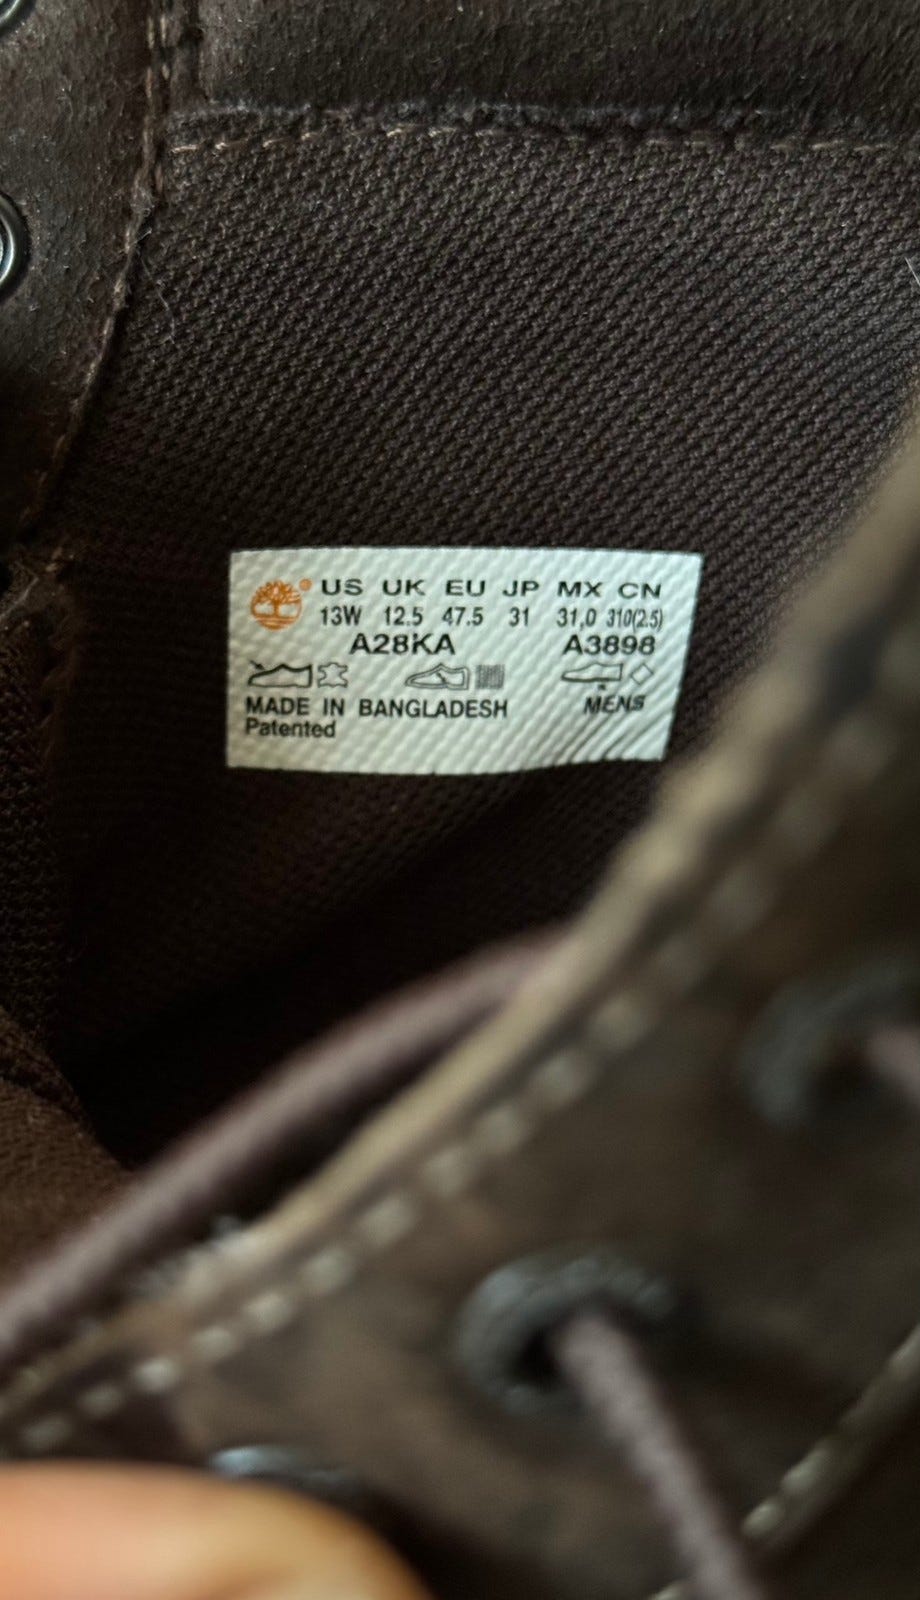 ® US UK EU JP MX CN
13W 12.5 47.5 31 31,0 310(2.5)
A28KA A3898
MADE IN BANGLADESH MENS
Patented